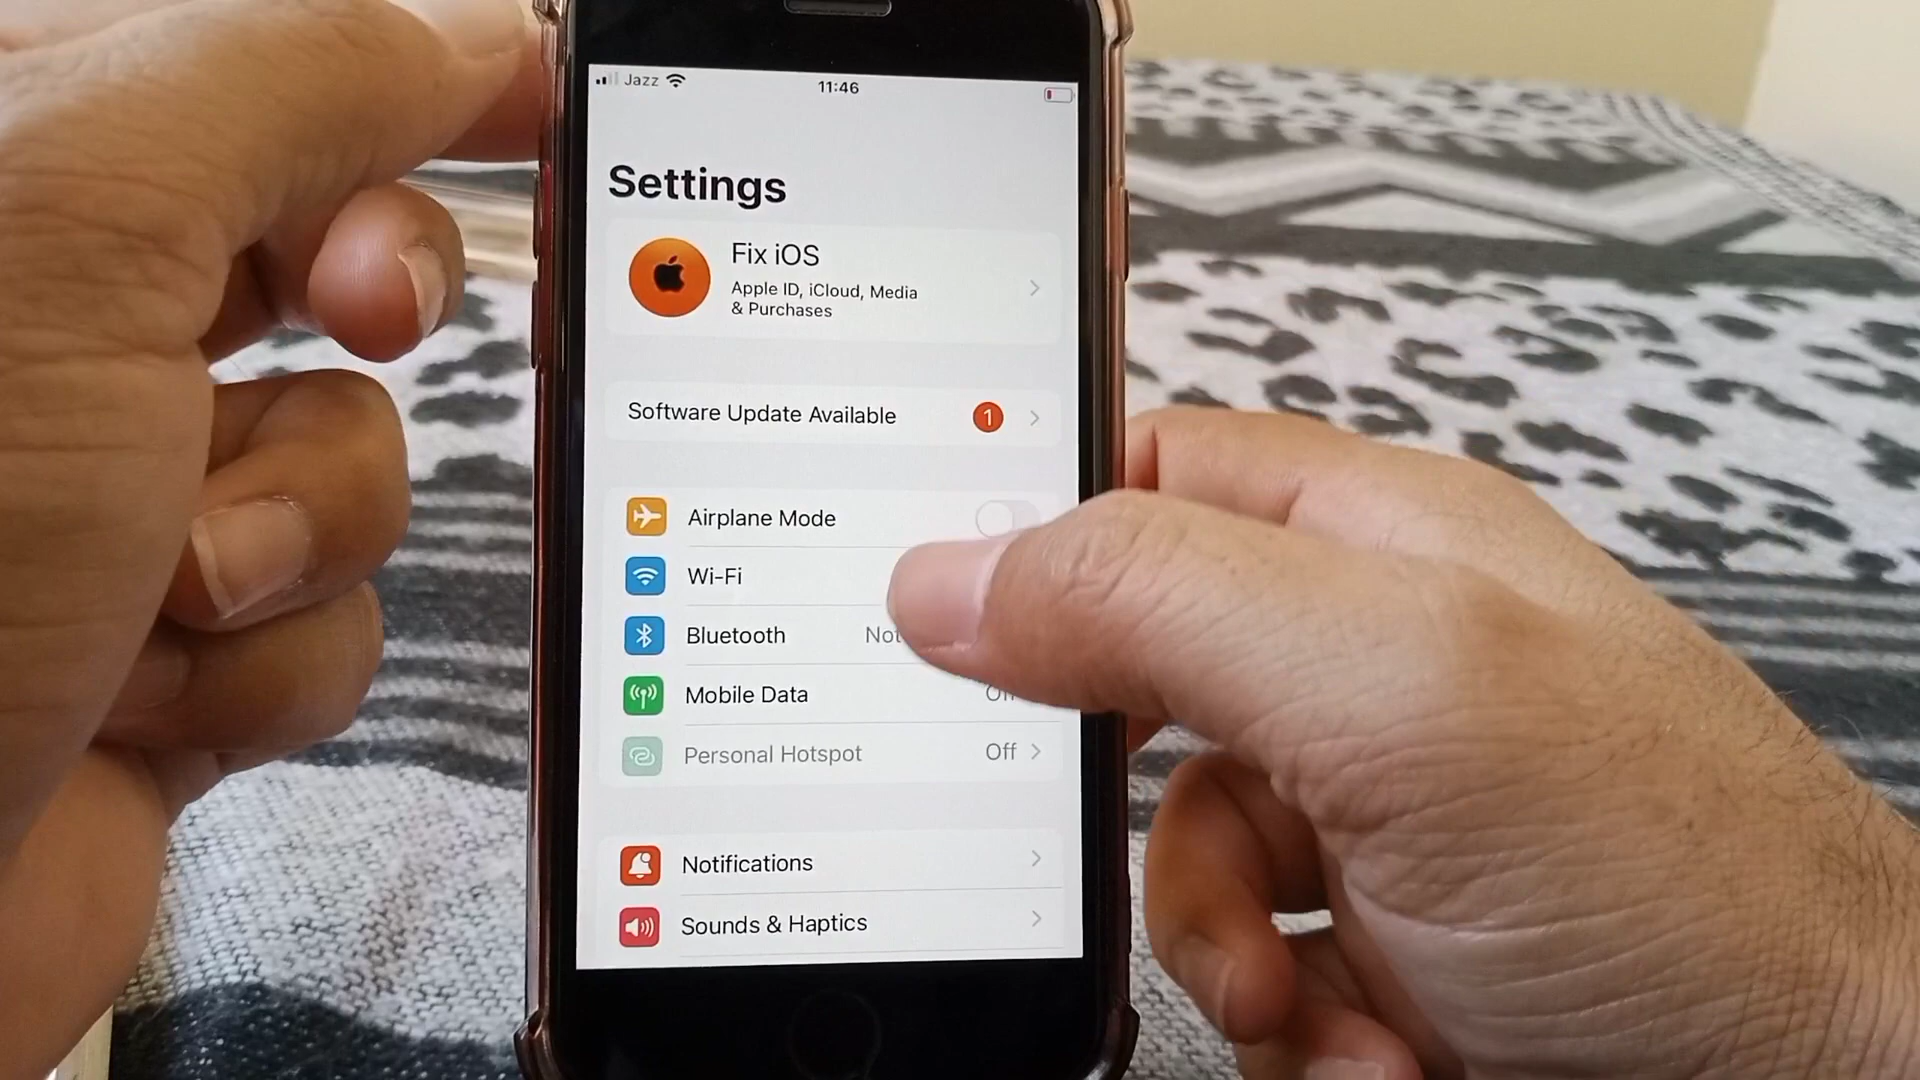 Jazz
11:46
Settings
Fix iOS
Apple ID, iCloud, Media
& Purchases
Software Update Available 1
Airplane Mode
Wi-Fi
Bluetooth
Mobile Data
Personal Hotspot Off
Notifications
Sounds & Haptics